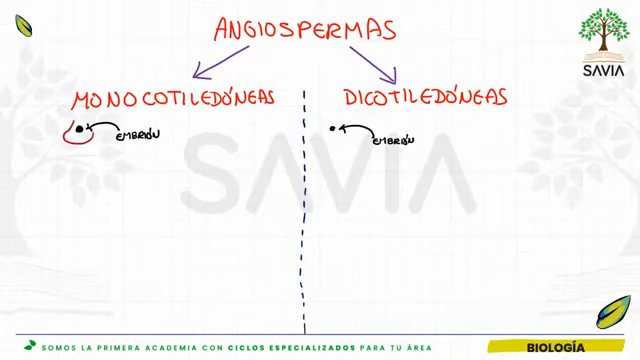 ANGIOSPERMAS
SAVIA
MONOCOTILEDÓNEAS
DICOTILEDÓNEAS
EMBRIÓN
EMBRIÓN
SAVIA
SOMOS LA PRIMERA ACADEMIA CON CICLOS ESPECIALIZADOS PARA TU ÁREA
BIOLOGÍA